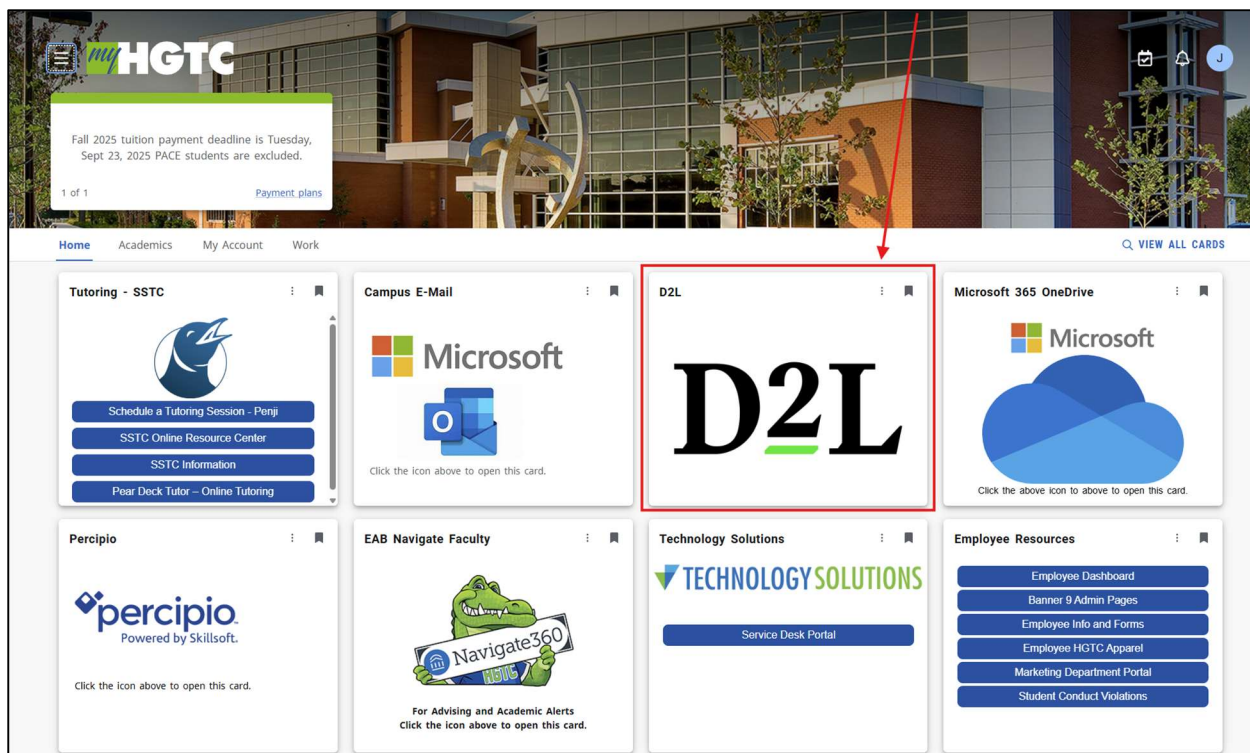 my HGTC
J
Fall 2025 tuition payment deadline is Tuesday,
Sept 23, 2025 PACE students are excluded.
1 of 1
Payment plans
Home
Academics
My Account
Work
VIEW ALL CARDS
Tutoring - SSTC
Schedule a Tutoring Session - Penji
SSTC Online Resource Center
SSTC Information
Pear Deck Tutor – Online Tutoring
Campus E-Mail
Microsoft
O
Click the icon above to open this card.
D2L
D2L
Microsoft 365 OneDrive
Microsoft
Click the above icon to above to open this card.
Percipio
percipio.
Powered by Skillsoft.
Click the icon above to open this card.
EAB Navigate Faculty
Navigate360
HGTC
For Advising and Academic Alerts
Click the icon above to open this card.
Technology Solutions
TECHNOLOGY SOLUTIONS
Service Desk Portal
Employee Resources
Employee Dashboard
Banner 9 Admin Pages
Employee Info and Forms
Employee HGTC Apparel
Marketing Department Portal
Student Conduct Violations